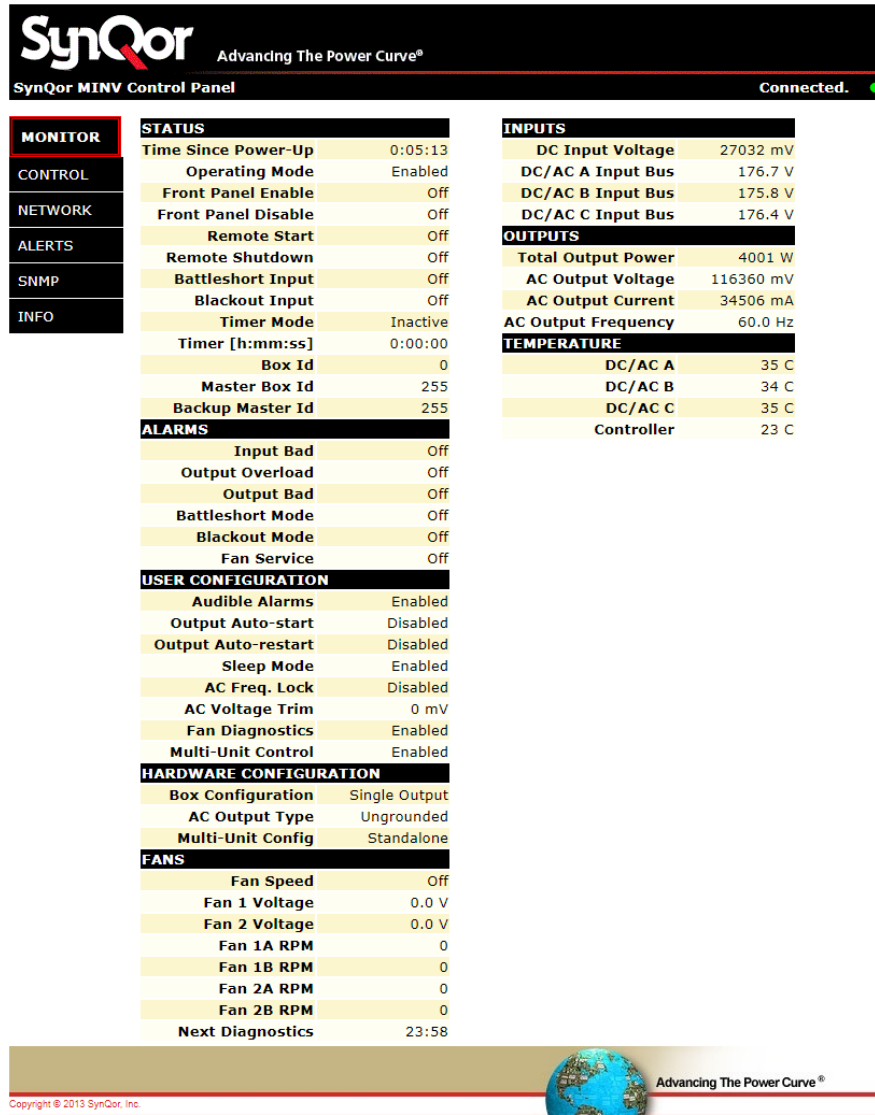 SynQor Advancing The Power Curve®
SynQor MINV Control Panel Connected.
MONITOR
CONTROL
NETWORK
ALERTS
SNMP
INFO
STATUS
Time Since Power-Up 0:05:13
Operating Mode Enabled
Front Panel Enable Off
Front Panel Disable Off
Remote Start Off
Remote Shutdown Off
Battleshort Input Off
Blackout Input Off
Timer Mode Inactive
Timer [h:mm:ss] 0:00:00
Box Id 0
Master Box Id 255
Backup Master Id 255
ALARMS
Input Bad Off
Output Overload Off
Output Bad Off
Battleshort Mode Off
Blackout Mode Off
Fan Service Off
USER CONFIGURATION
Audible Alarms Enabled
Output Auto-start Disabled
Output Auto-restart Disabled
Sleep Mode Enabled
AC Freq. Lock Disabled
AC Voltage Trim 0 mV
Fan Diagnostics Enabled
Multi-Unit Control Enabled
HARDWARE CONFIGURATION
Box Configuration Single Output
AC Output Type Ungrounded
Multi-Unit Config Standalone
FANS
Fan Speed Off
Fan 1 Voltage 0.0 V
Fan 2 Voltage 0.0 V
Fan 1A RPM 0
Fan 1B RPM 0
Fan 2A RPM 0
Fan 2B RPM 0
Next Diagnostics 23:58
INPUTS
DC Input Voltage 27032 mV
DC/AC A Input Bus 176.7 V
DC/AC B Input Bus 175.8 V
DC/AC C Input Bus 176.4 V
OUTPUTS
Total Output Power 4001 W
AC Output Voltage 116360 mV
AC Output Current 34506 mA
AC Output Frequency 60.0 Hz
TEMPERATURE
DC/AC A 35 C
DC/AC B 34 C
DC/AC C 35 C
Controller 23 C
Advancing The Power Curve ®
Copyright © 2013 SynQor, Inc.